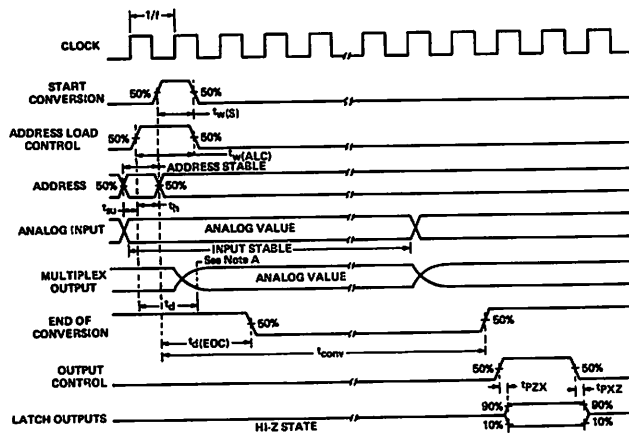 1/f
CLOCK
START
CONVERSION
50%
50%
tw(S)
ADDRESS LOAD
CONTROL
50%
50%
tw(ALC)
ADDRESS STABLE
ADDRESS
50%
50%
tsu
th
ANALOG INPUT
ANALOG VALUE
INPUT STABLE
See Note A
MULTIPLEX
OUTPUT
ANALOG VALUE
td
END OF
CONVERSION
50%
50%
td(EOC)
tconv
OUTPUT
CONTROL
50%
50%
tPZX
tPXZ
LATCH OUTPUTS
HI-Z STATE
90%
10%
90%
10%